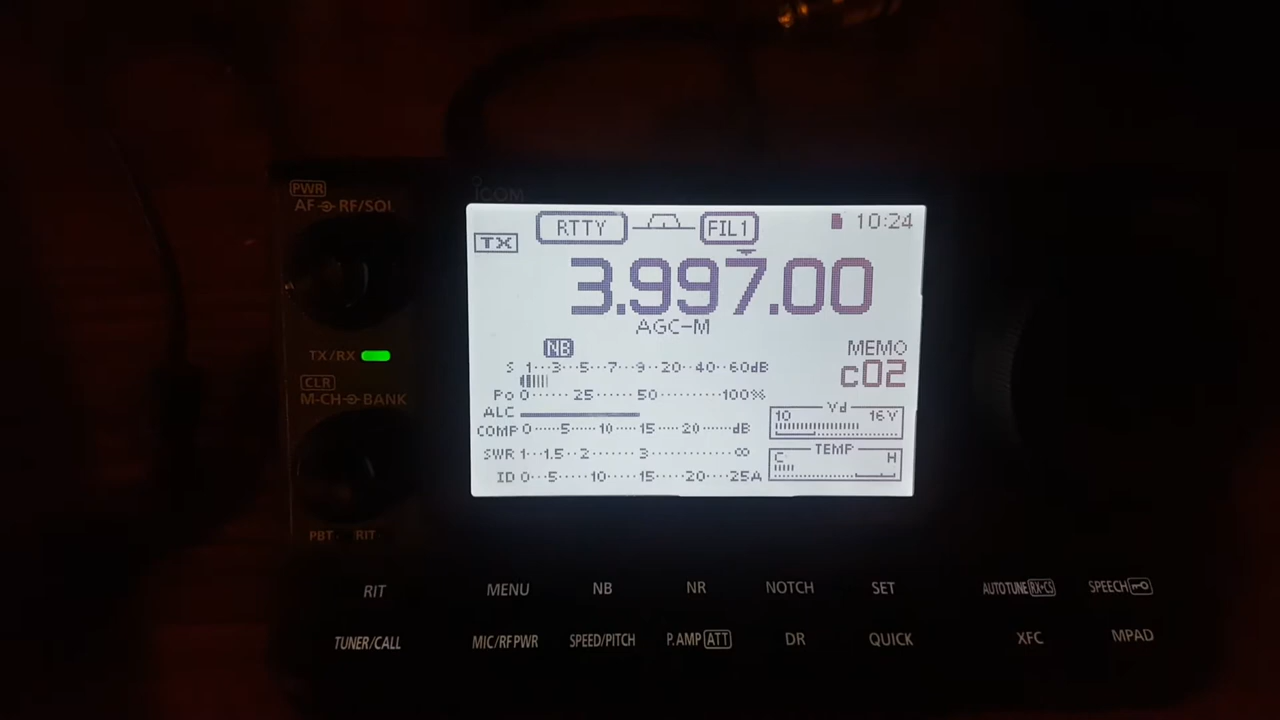 PWR
AF RF/SQL
ICOM
RTTY FIL1 10:24
TX
3.997.00
AGC-M
NB
MEMO
c02
S 1 3 5 7 9 20 40 60dB
Po 0 25 50 100%
ALC
COMP 0 5 10 15 20 dB
SWR 1 1.5 2 3 ∞
ID 0 5 10 15 20 25A
Vd
10 16V
TEMP
C H
TX/RX
CLR
M-CH BANK
PBT RIT
RIT MENU NB NR NOTCH SET AUTOTUNE RX→CS SPEECH
TUNER/CALL MIC/RF PWR SPEED/PITCH P.AMP ATT DR QUICK XFC MPAD